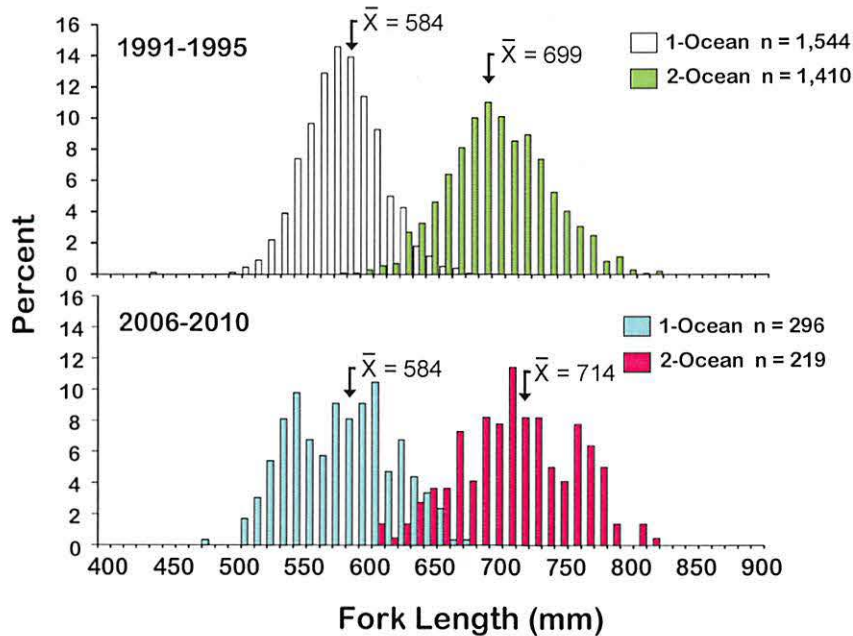 16
14
12
10
8
6
4
2
0
1991-1995
X̄ = 584
X̄ = 699
1-Ocean n = 1,544
2-Ocean n = 1,410
Percent
16
14
12
10
8
6
4
2
0
2006-2010
X̄ = 584
X̄ = 714
1-Ocean n = 296
2-Ocean n = 219
400 450 500 550 600 600 700 750 800 850 900
Fork Length (mm)